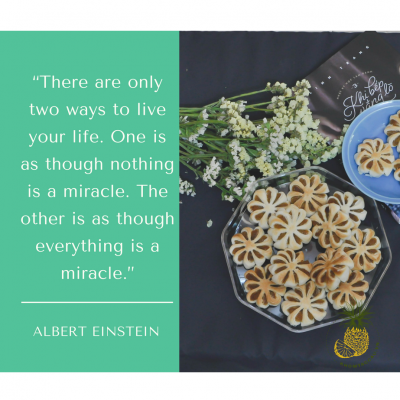 “There are only
two ways to live
your life. One is
as though nothing
is a miracle. The
other is as though
everything is a
miracle.”
ALBERT EINSTEIN